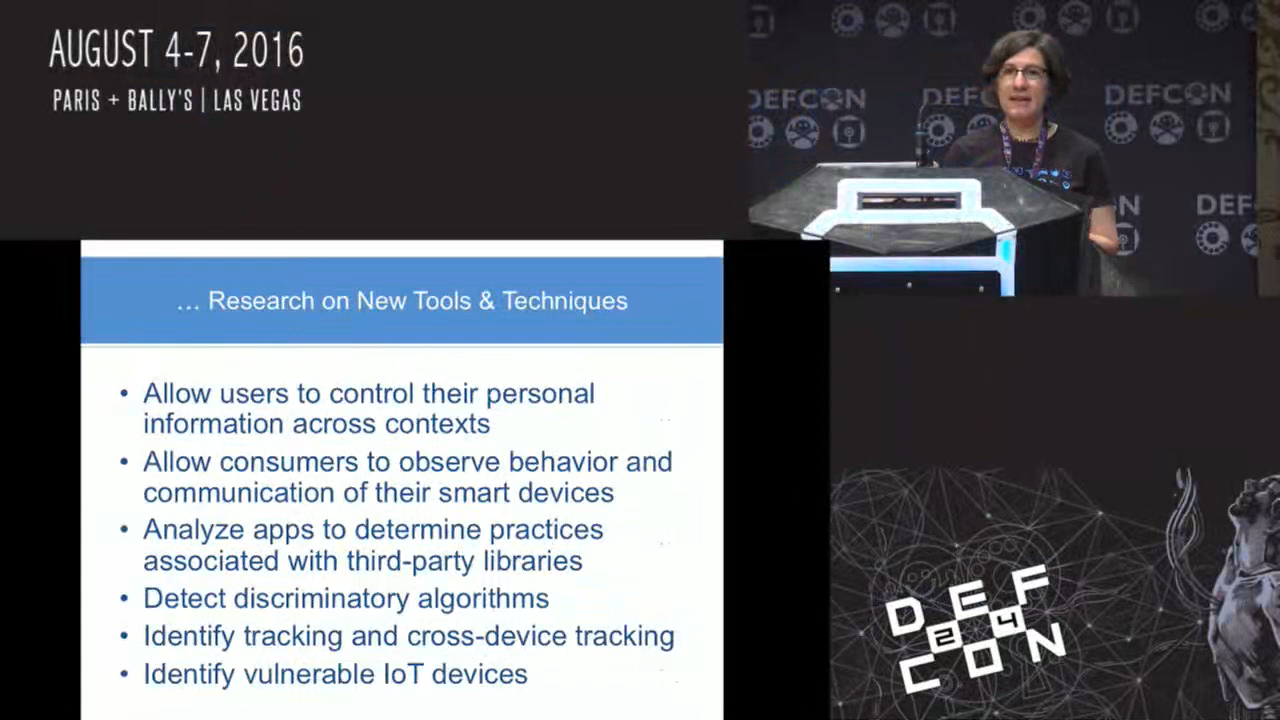 AUGUST 4-7, 2016
PARIS + BALLY'S | LAS VEGAS
DEFCON
DEFCON
DEFCON
N
DEF
… Research on New Tools & Techniques
• Allow users to control their personal
information across contexts
• Allow consumers to observe behavior and
communication of their smart devices
• Analyze apps to determine practices
associated with third-party libraries
• Detect discriminatory algorithms
• Identify tracking and cross-device tracking
• Identify vulnerable IoT devices
DEF
24
CON